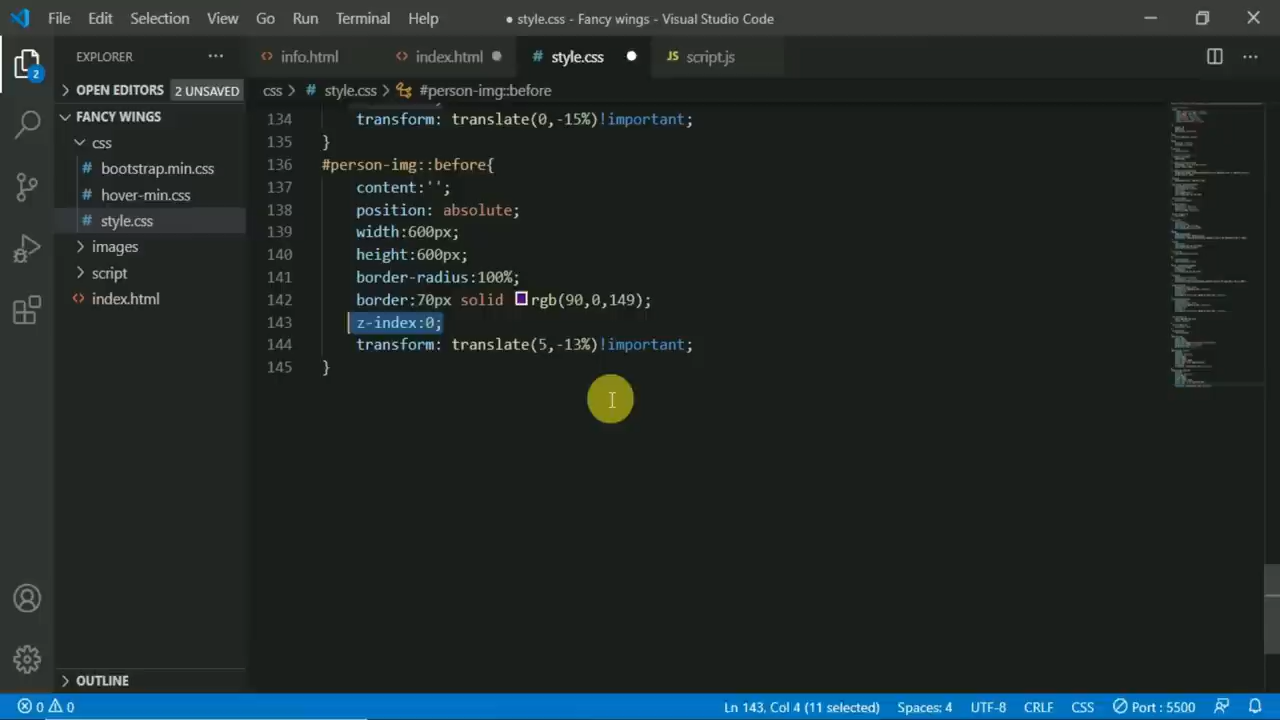 File Edit Selection View Go Run Terminal Help
● style.css - Fancy wings - Visual Studio Code
EXPLORER
info.html
index.html
style.css
JS script.js
OPEN EDITORS 2 UNSAVED
css > style.css > #person-img::before
FANCY WINGS
css
bootstrap.min.css
hover-min.css
style.css
images
script
index.html
2
134 transform: translate(0,-15%)!important;
135 }
136 #person-img::before{
137 content:'';
138 position: absolute;
139 width:600px;
140 height:600px;
141 border-radius:100%;
142 border:70px solid rgb(90,0,149);
143 z-index:0;
144 transform: translate(5,-13%)!important;
145 }
OUTLINE
0 0
Ln 143, Col 4 (11 selected) Spaces: 4 UTF-8 CRLF CSS Port : 5500